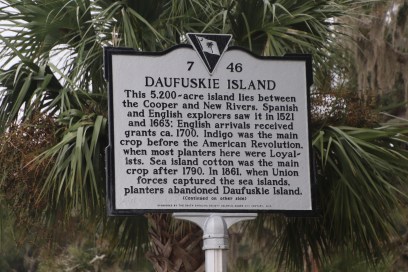 7 46
DAUFUSKIE ISLAND
This 5,200-acre island lies between
the Cooper and New Rivers. Spanish
and English explorers saw it in 1521
and 1663; English arrivals received
grants ca. 1700. Indigo was the main
crop before the American Revolution,
when most planters here were Loyal-
ists. Sea island cotton was the main
crop after 1790. In 1861, when Union
forces captured the sea islands,
planters abandoned Daufuskie Island.
(Continued on other side)